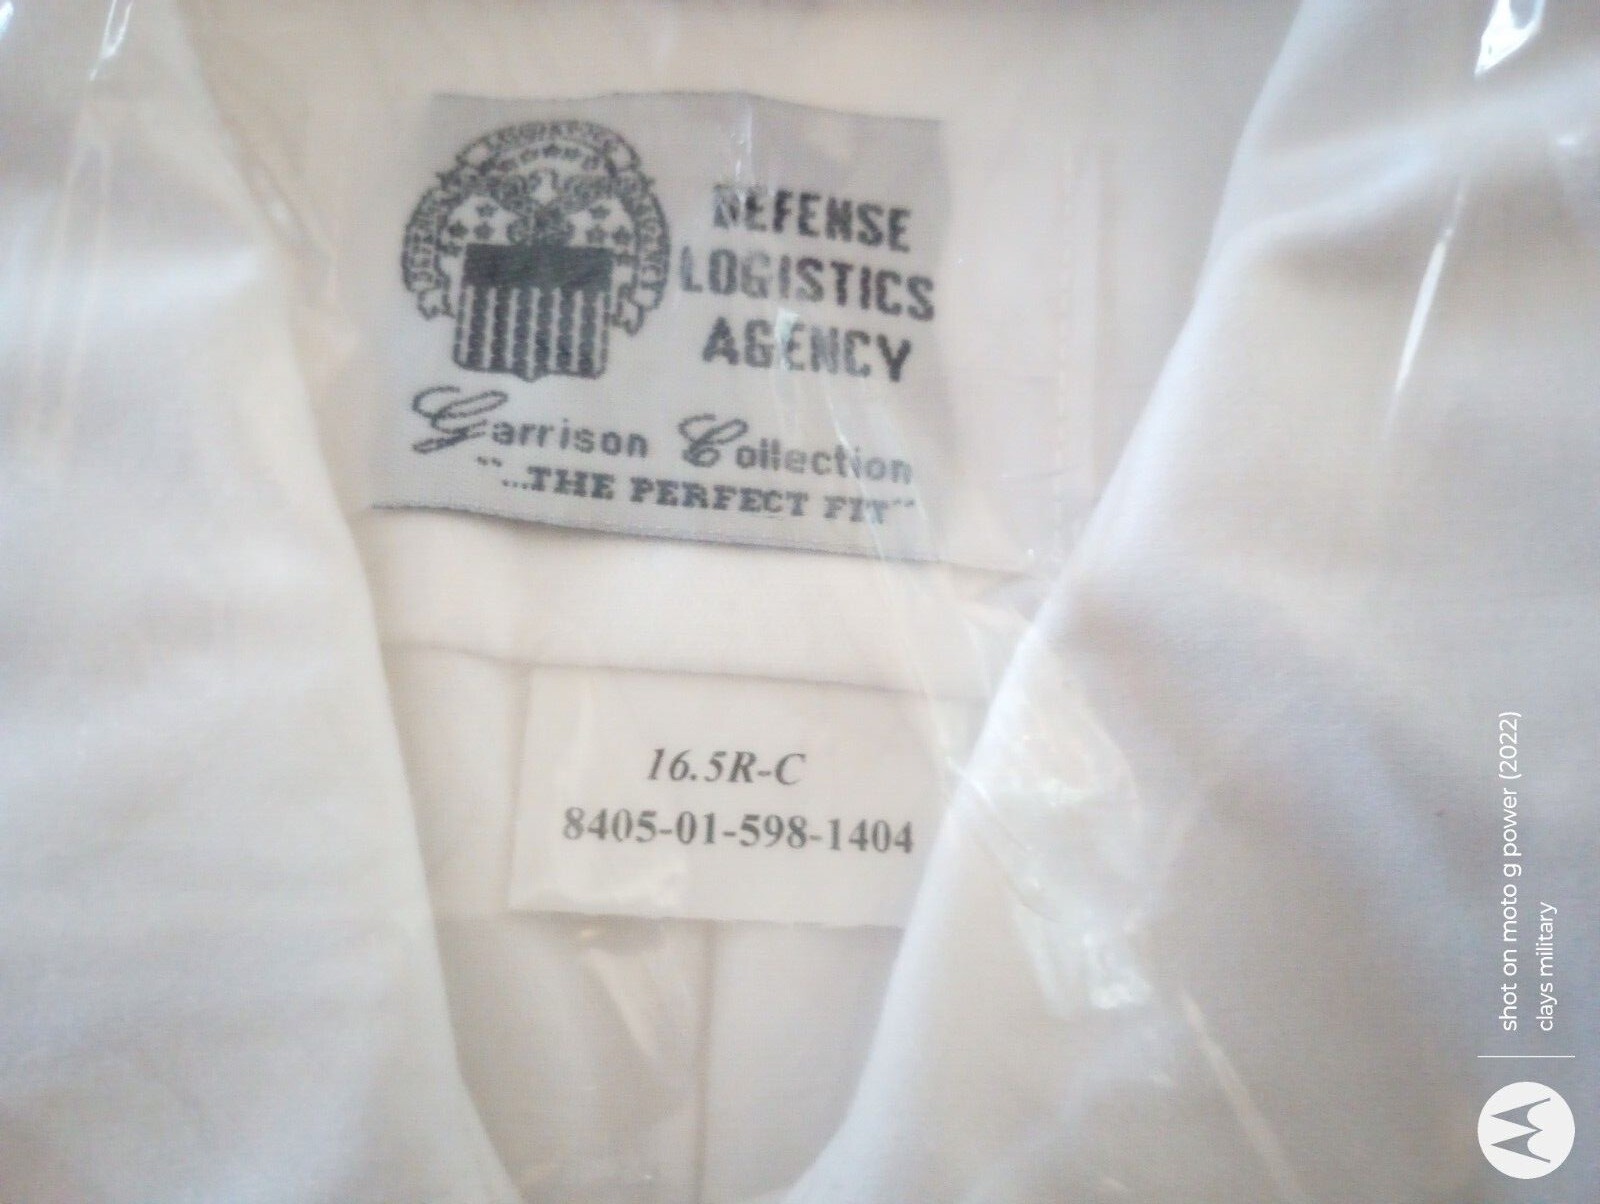 DEFENSE
LOGISTICS
AGENCY
Garrison Collection
"...THE PERFECT FIT"
16.5R-C
8405-01-598-1404
shot on moto g power (2022)
clays military